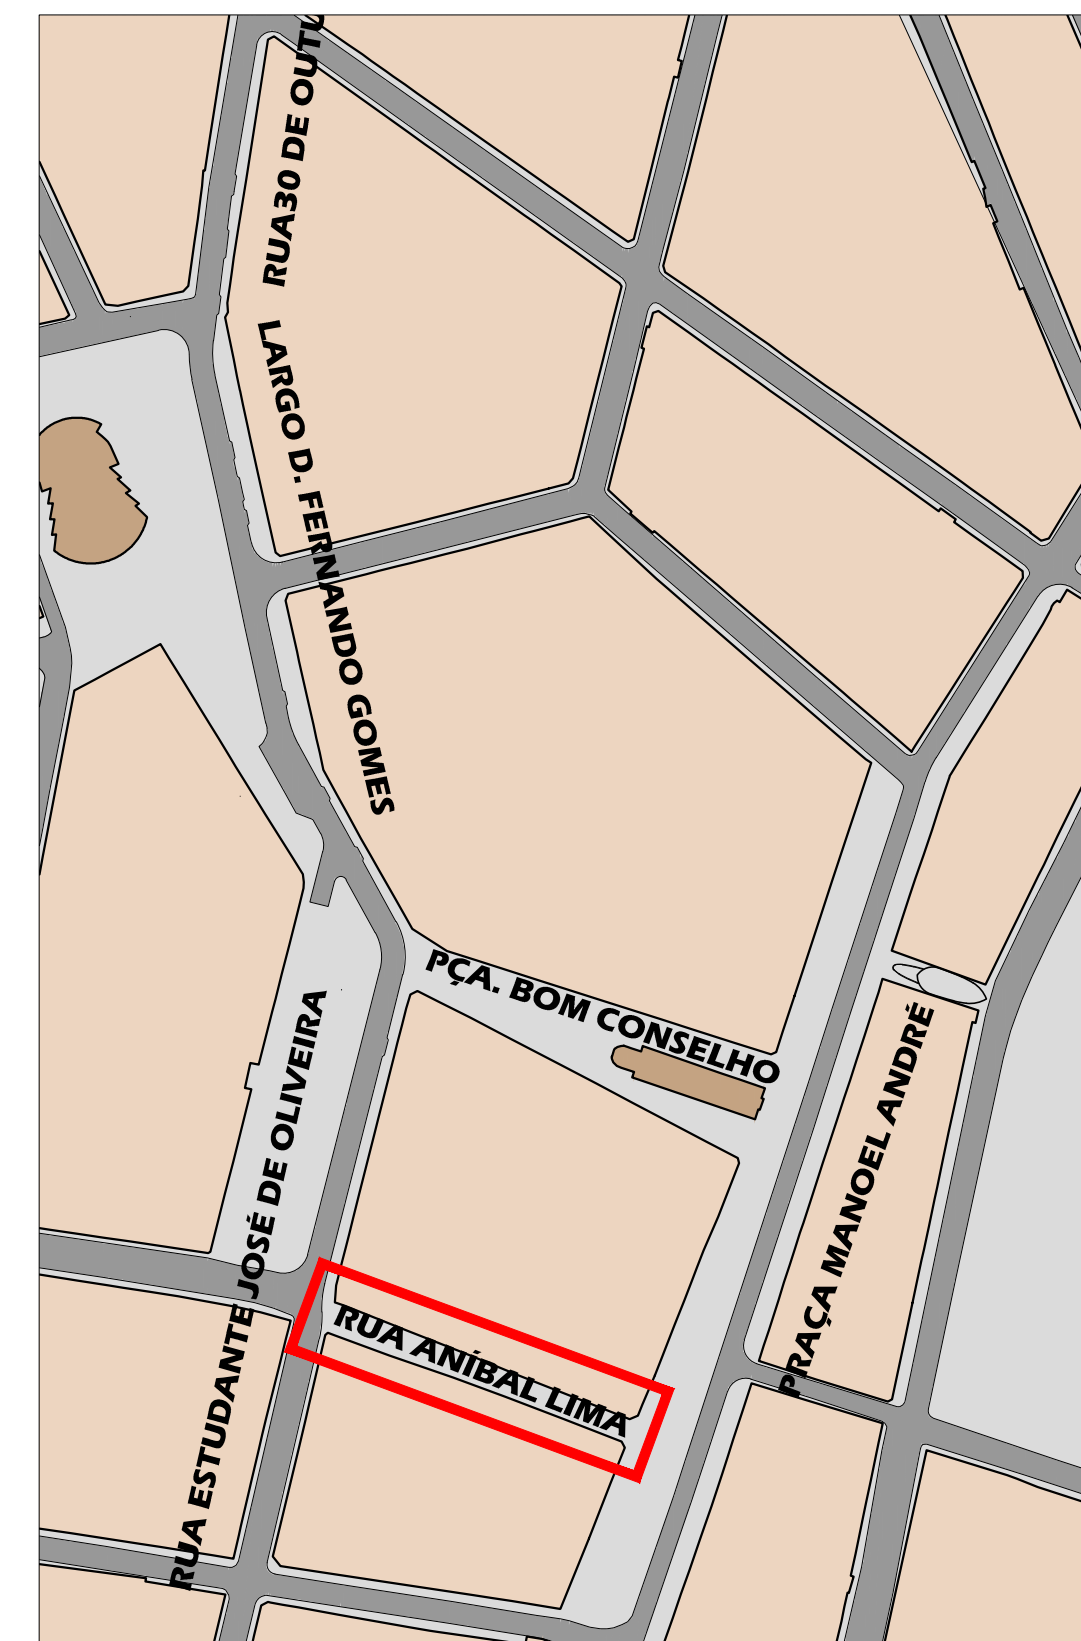 RUA30 DE OUTU
LARGO D. FERNANDO GOMES
PÇA. BOM CONSELHO
RUA ESTUDANTE JOSÉ DE OLIVEIRA
PRAÇA MANOEL ANDRÉ
RUA ANÍBAL LIMA